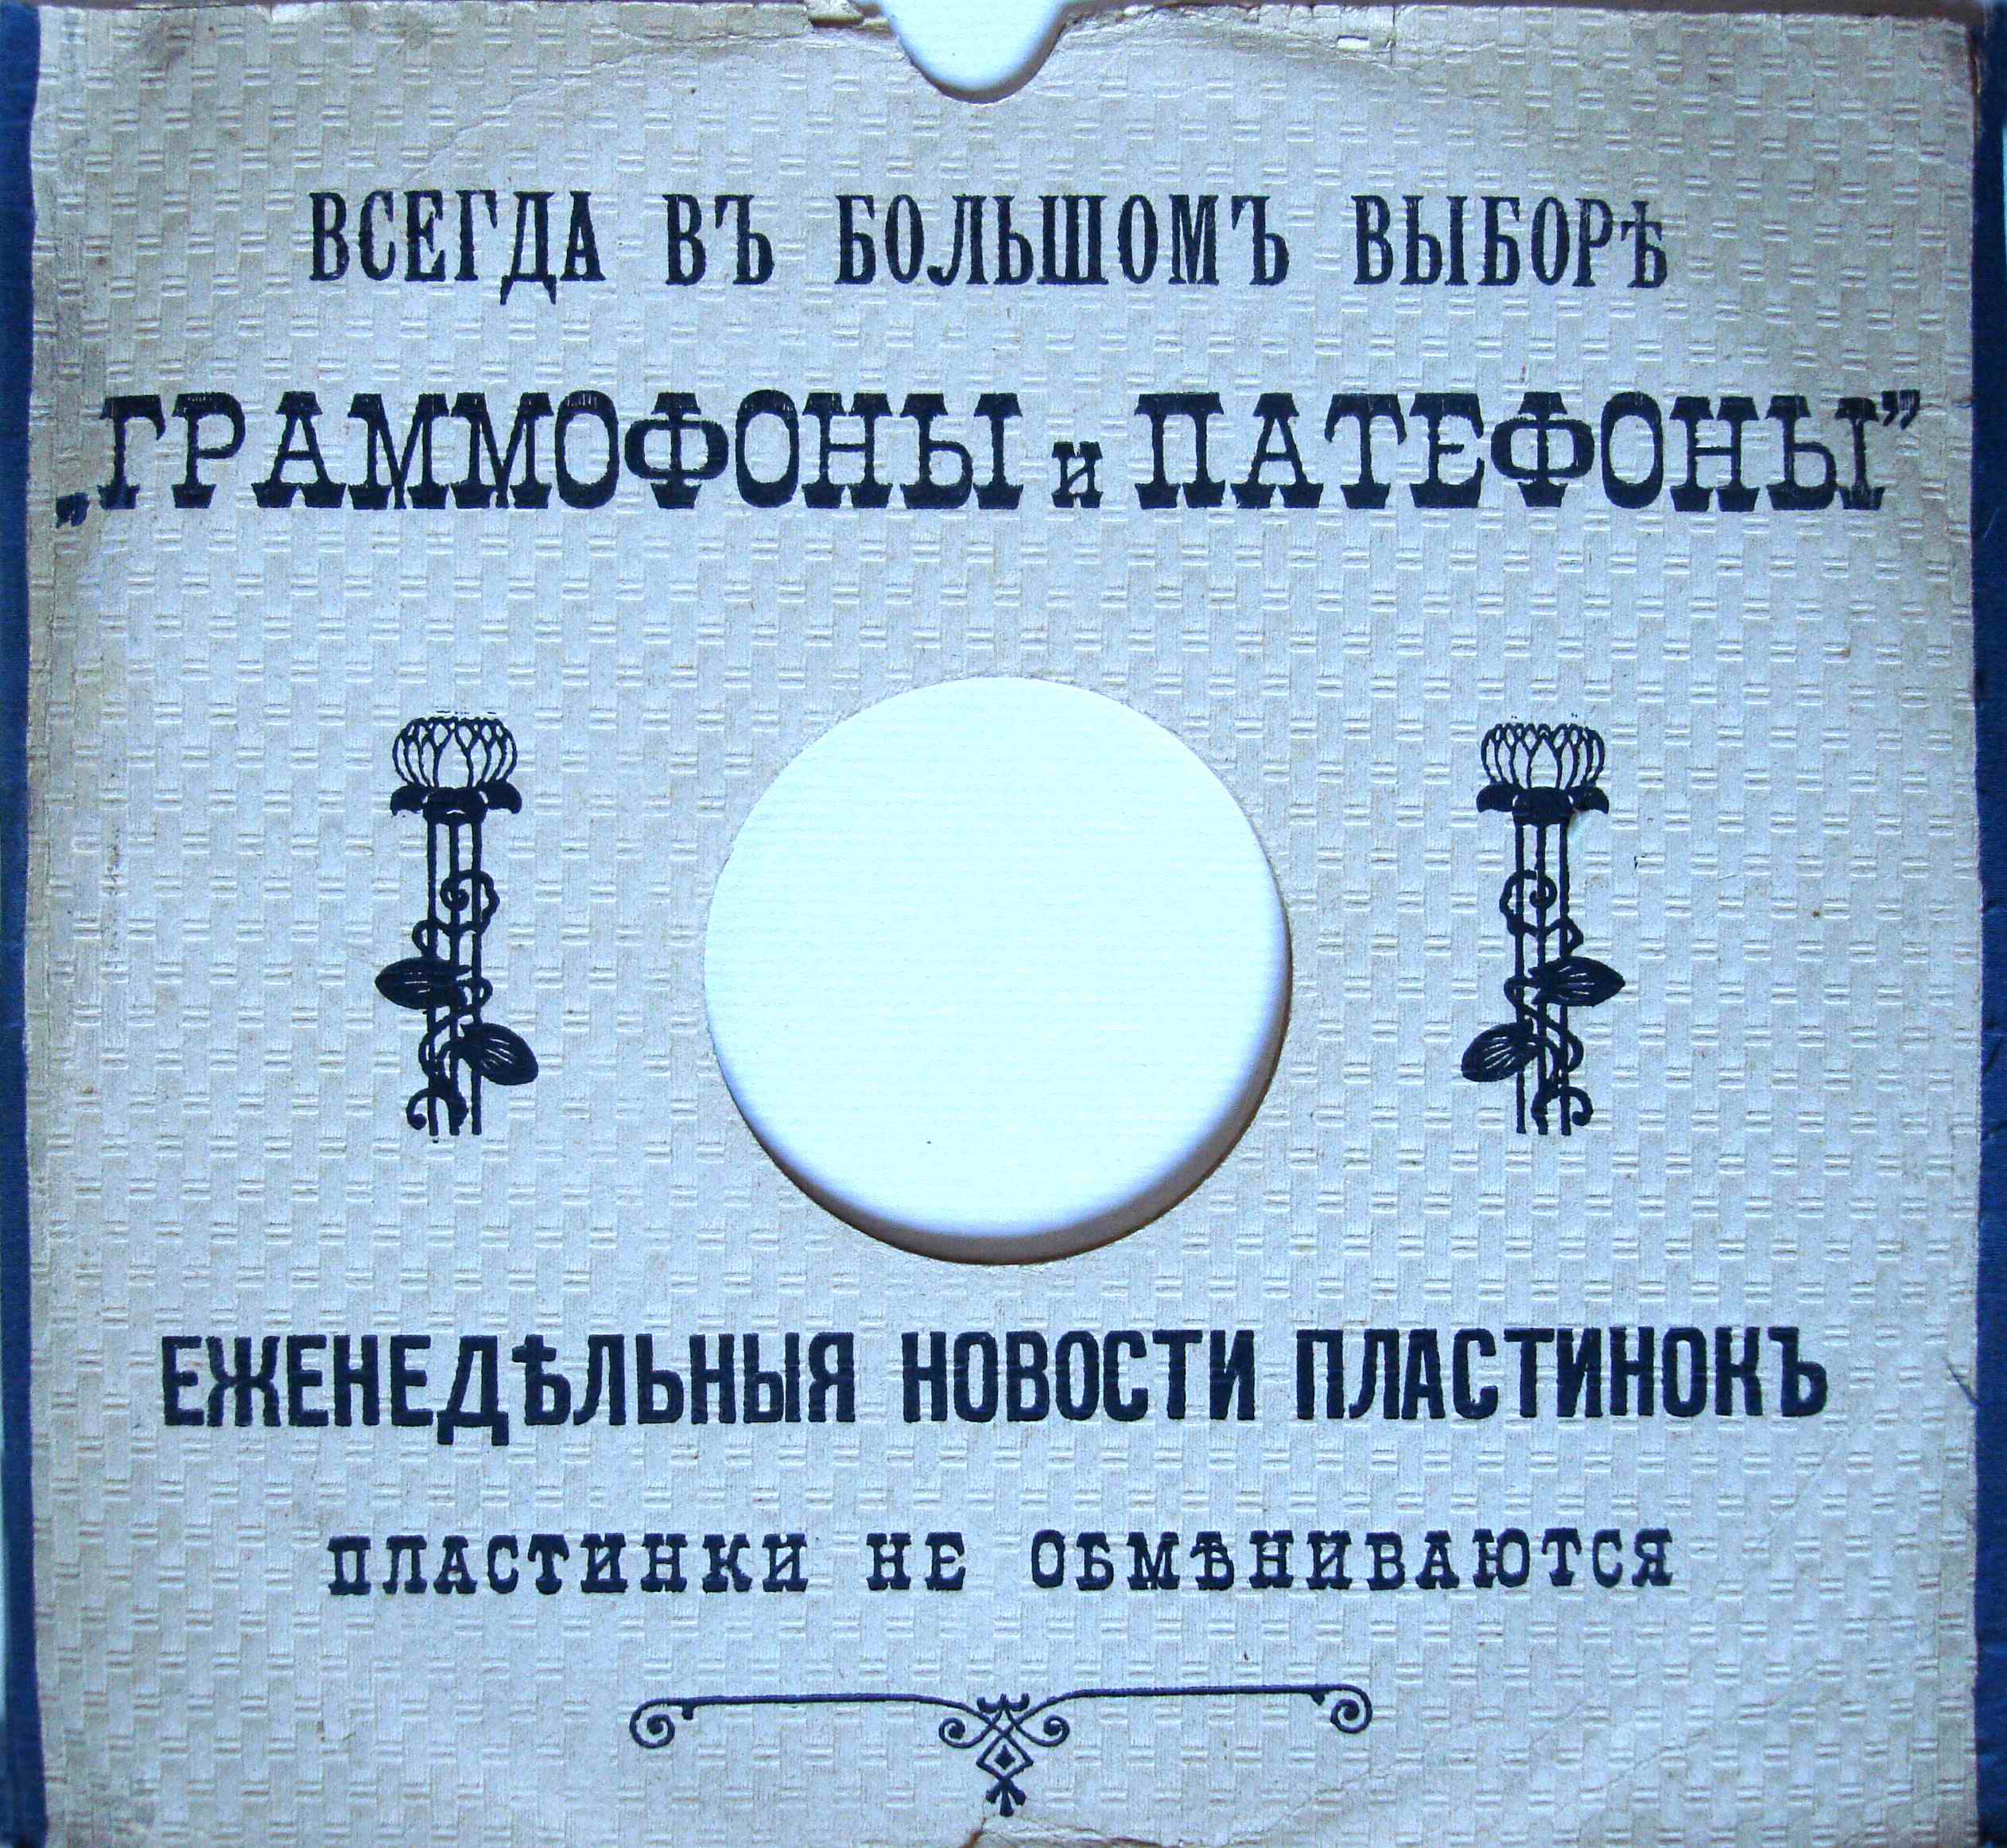 ВСЕГДА ВЪ БОЛЬШОМЪ ВЫБОРѢ
„ГРАММОФОНЫ и ПАТЕФОНЫ”
ЕЖЕНЕДѢЛЬНЫЯ НОВОСТИ ПЛАСТИНОКЪ
ПЛАСТИНКИ НЕ ОБМѢНИВАЮТСЯ